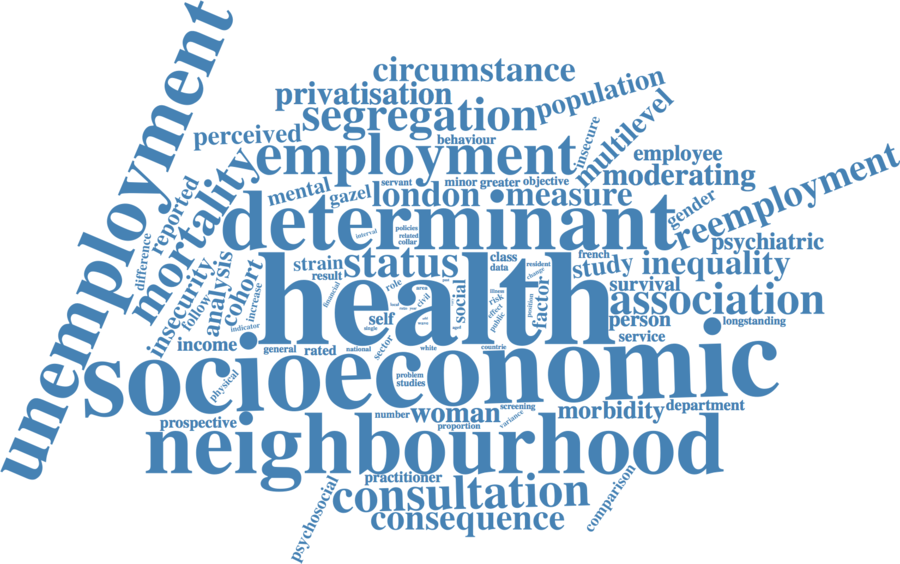 unemployment
circumstance
privatisation
population
segregation
perceived
behaviour
insecure
multilevel
employment
employee
mental
gazel
servant
minor
greater
objective
moderating
london
measure
reported
mortality
determinant
gender
reemployment
policies
related
collar
interval
psychiatric
difference
insecurity
follow
analysis
cohort
increase
indicator
strain
result
status
class
data
resident
change
french
study
inequality
financial
role
area
civil
social
risk
effect
public
position
factor
survival
association
health
self
single
person
longstanding
service
income
general
rated
national
sector
white
countrie
socioeconomic
physical
problem
studies
number
woman
screening
variance
proportion
morbidity
department
prospective
neighbourhood
practitioner
psychosocial
consultation
consequence
comparison